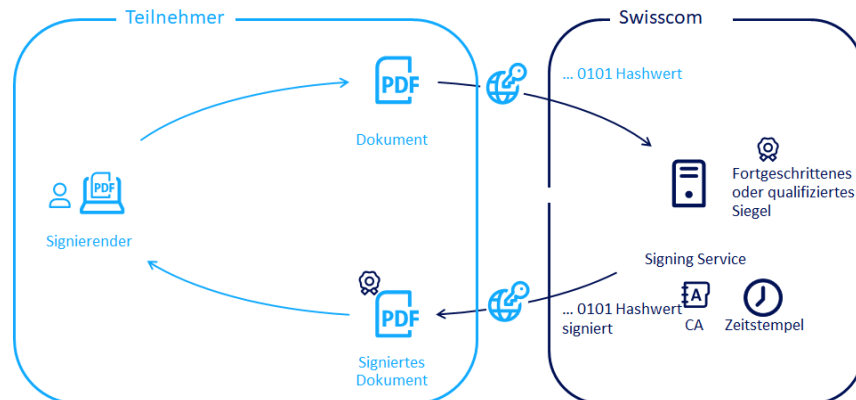 Teilnehmer
Swisscom
PDF
... 0101 Hashwert
Dokument
PDF
Signierender
Fortgeschrittenes
oder qualifiziertes
Siegel
Signing Service
PDF
Signiertes
Dokument
... 0101 Hashwert
signiert
A
CA
Zeitstempel